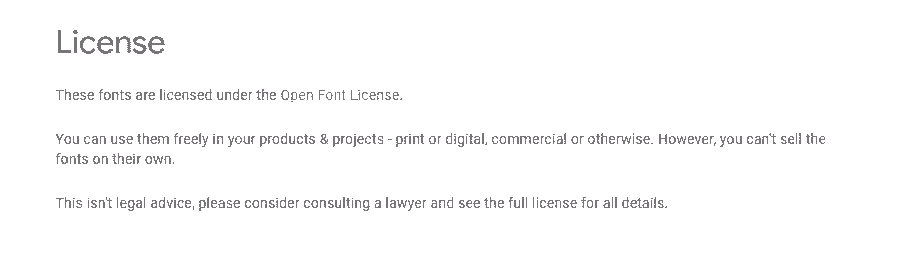 License
These fonts are licensed under the Open Font License.
You can use them freely in your products & projects - print or digital, commercial or otherwise. However, you can't sell the
fonts on their own.
This isn't legal advice, please consider consulting a lawyer and see the full license for all details.